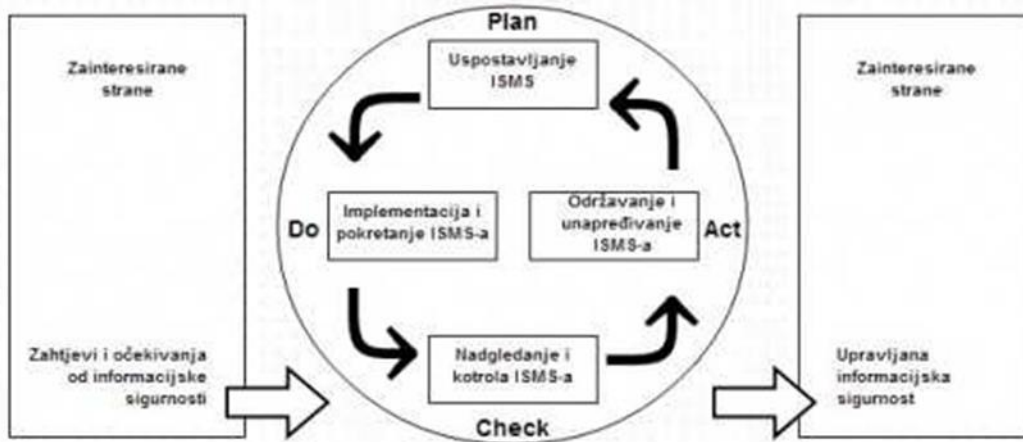 Zainteresirane
strane
Zahtjevi i očekivanja
od informacijske
sigurnosti
Plan
Uspostavljanje
ISMS
Do
Implementacija i
pokretanje ISMS-a
Održavanje i
unapređivanje
ISMS-a
Act
Nadgledanje i
kotrola ISMS-a
Check
Zainteresirane
strane
Upravljana
informacijska
sigurnost